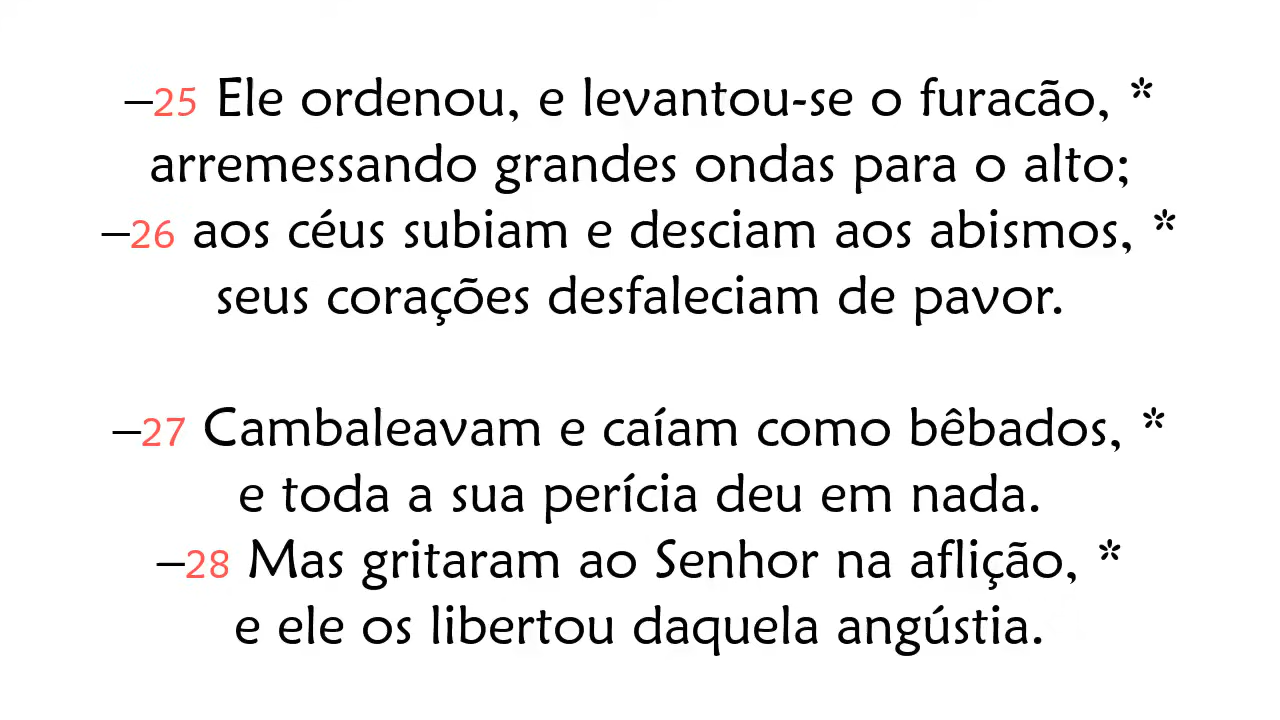 –25 Ele ordenou, e levantou-se o furacão, *
arremessando grandes ondas para o alto;
–26 aos céus subiam e desciam aos abismos, *
seus corações desfaleciam de pavor.
–27 Cambaleavam e caíam como bêbados, *
e toda a sua perícia deu em nada.
–28 Mas gritaram ao Senhor na aflição, *
e ele os libertou daquela angústia.